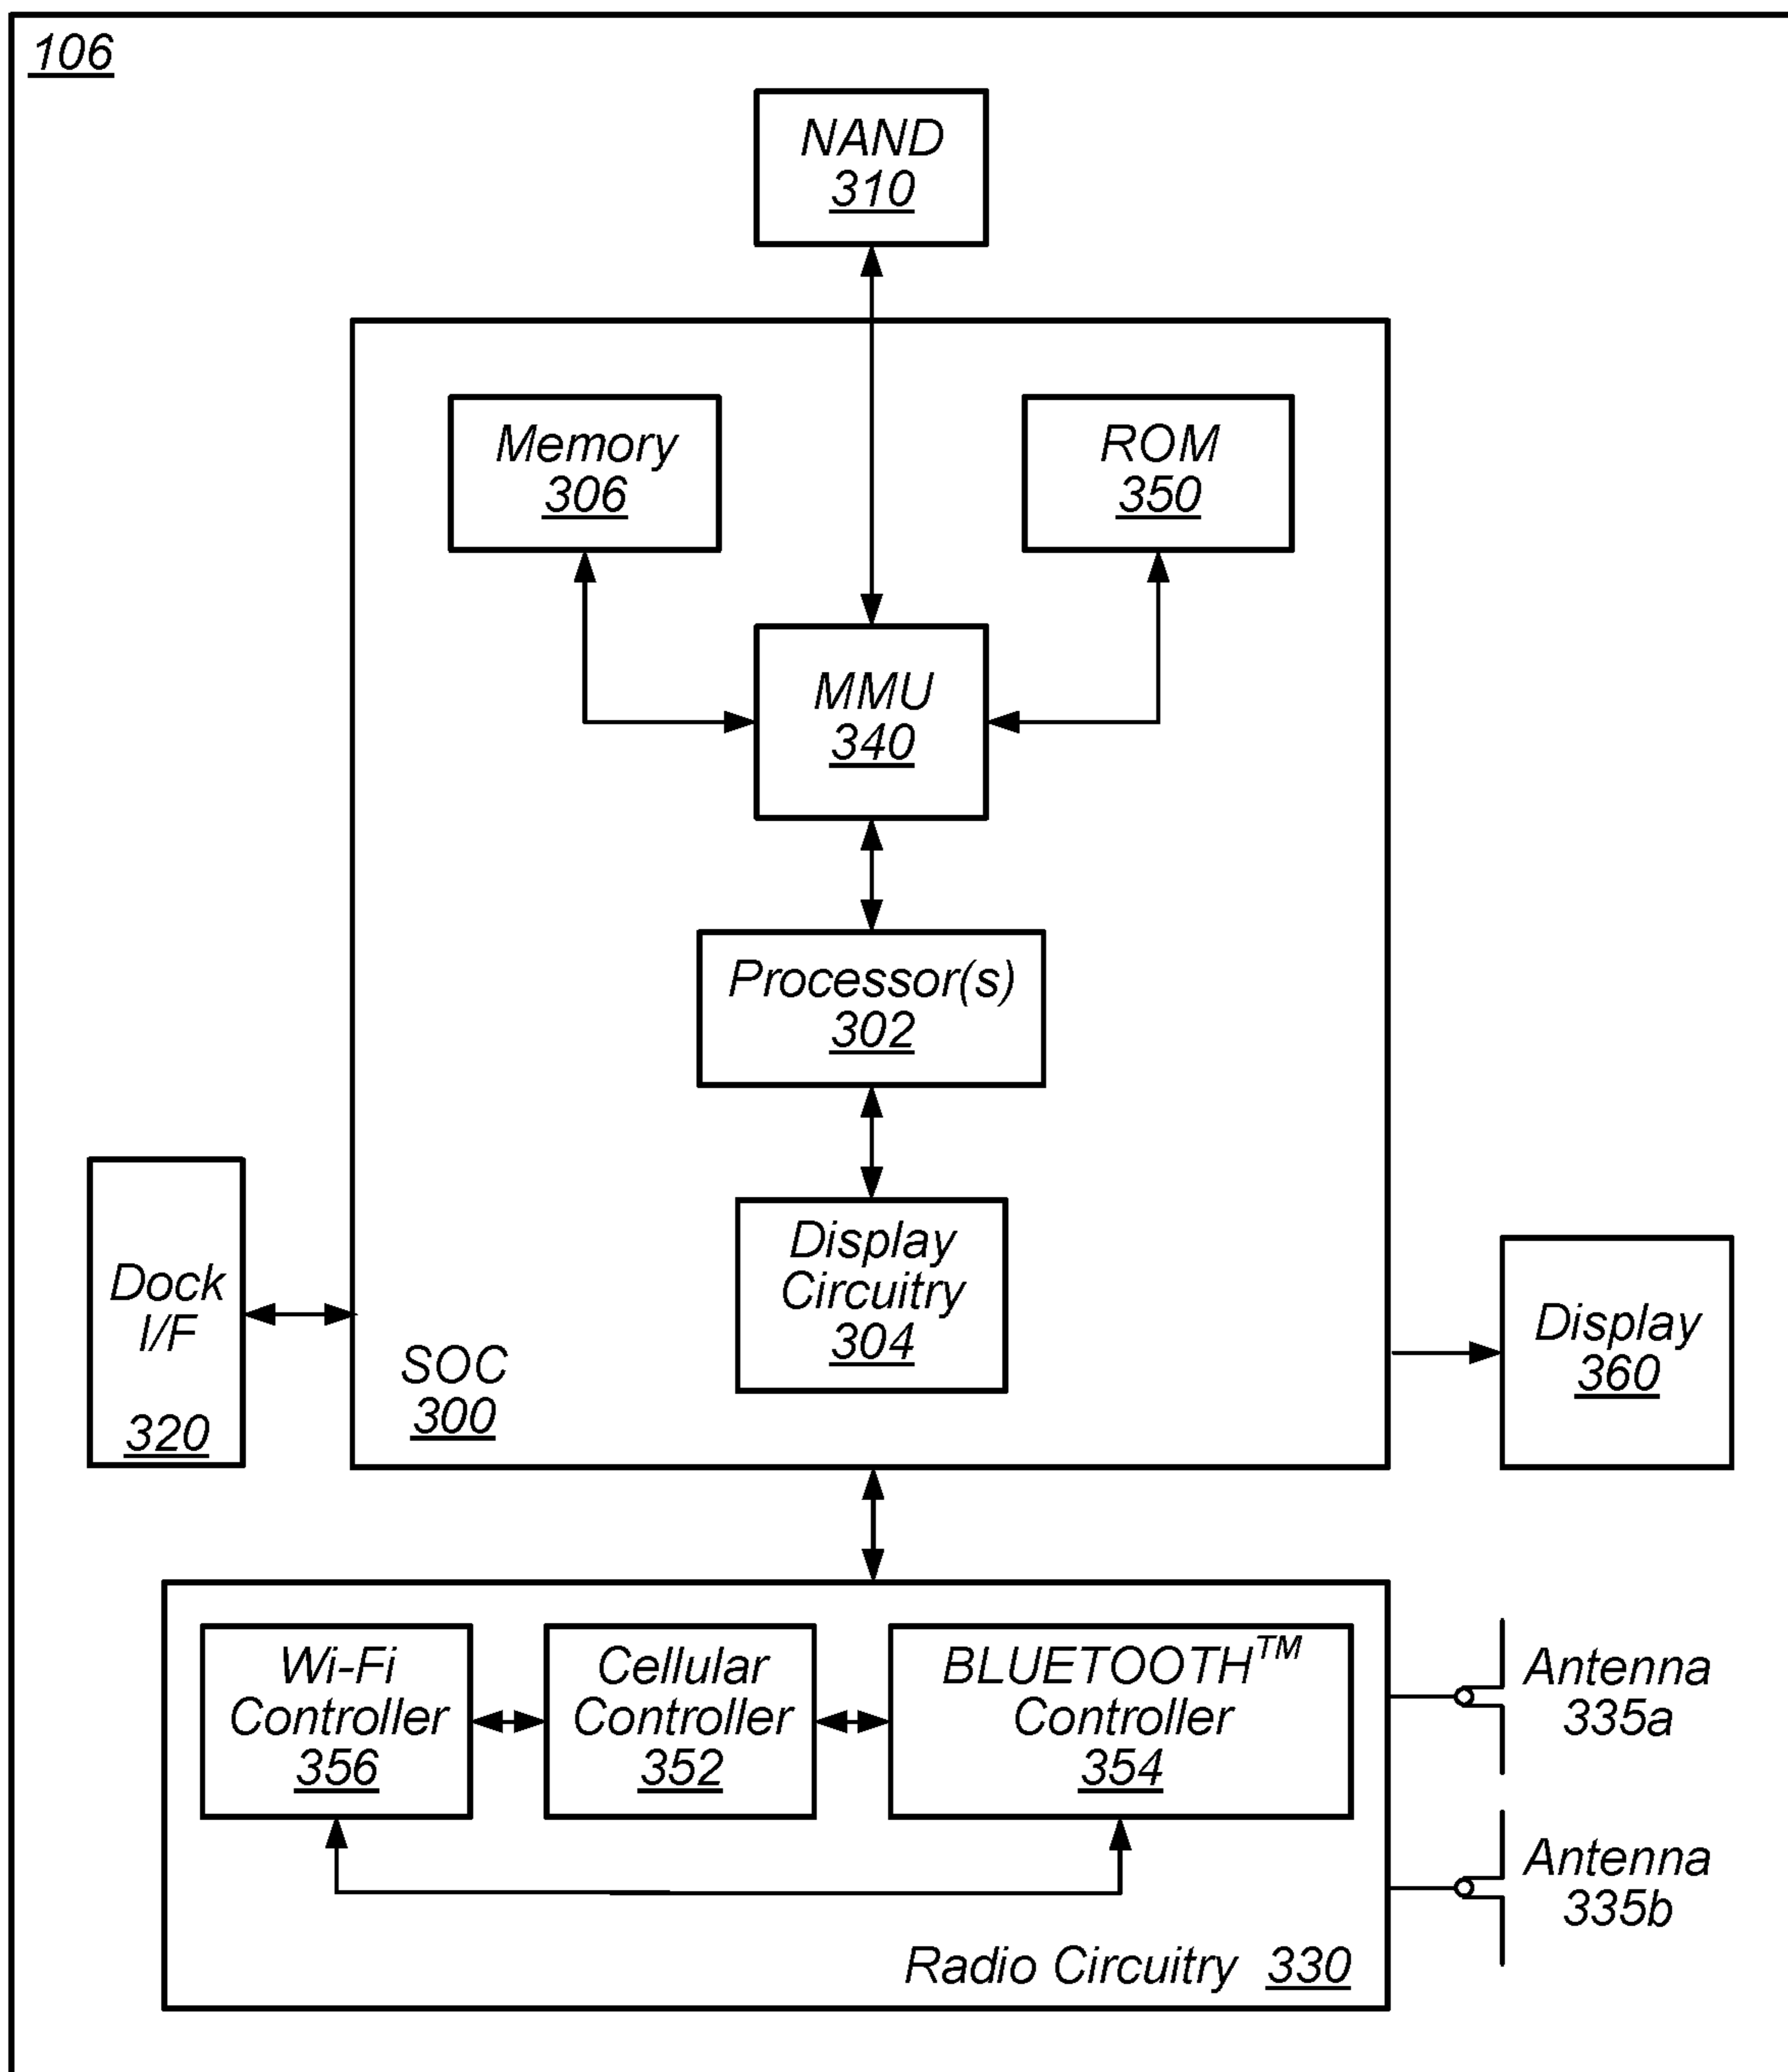 106
NAND
310
Memory
306
ROM
350
MMU
340
Processor(s)
302
Display
Circuitry
304
SOC
300
Dock
I/F
320
Display
360
Wi-Fi
Controller
356
Cellular
Controller
352
BLUETOOTH™
Controller
354
Radio Circuitry 330
Antenna
335a
Antenna
335b